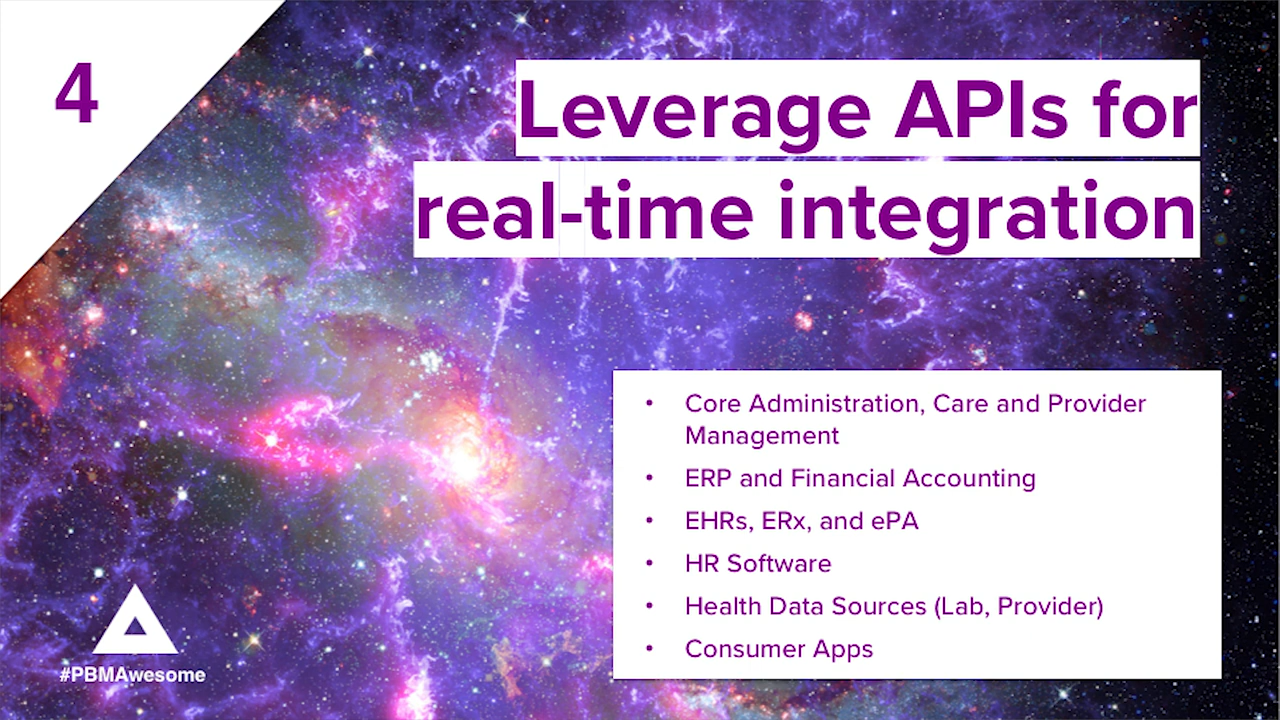 4
Leverage APIs for
real-time integration
• Core Administration, Care and Provider
Management
• ERP and Financial Accounting
• EHRs, ERx, and ePA
• HR Software
• Health Data Sources (Lab, Provider)
• Consumer Apps
#PBMAwesome